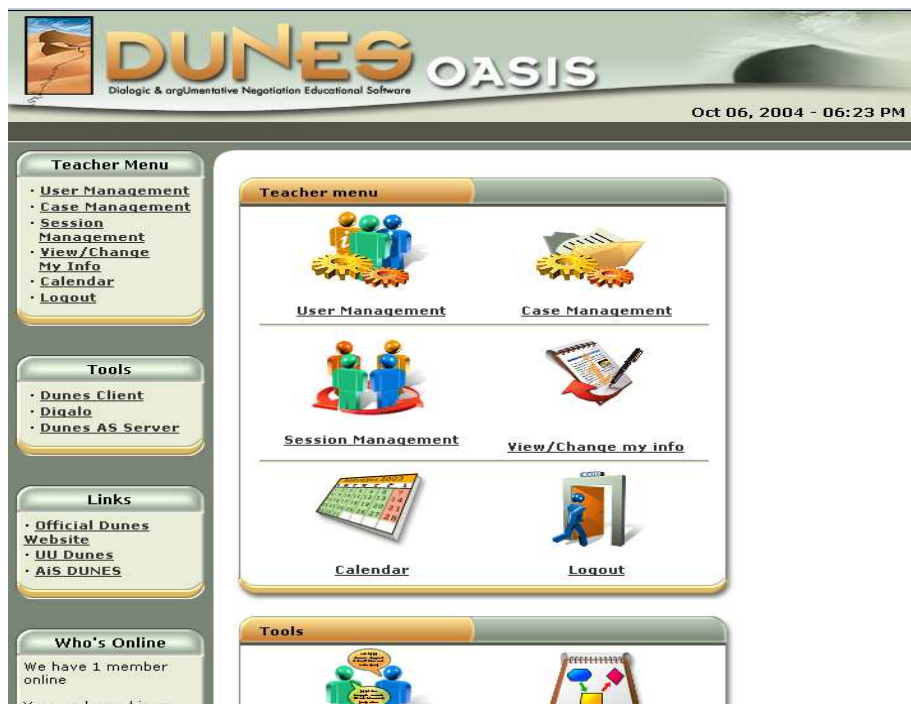 DUNES OASIS
Dialogic & argUmentative Negotiation Educational Software
Oct 06, 2004 - 06:23 PM
Teacher Menu
· User Management
· Case Management
· Session
Management
· View/Change
My Info
· Calendar
· Logout
Tools
· Dunes Client
· Digalo
· Dunes AS Server
Links
· Official Dunes
Website
· UU Dunes
· AiS DUNES
Who's Online
We have 1 member
online
Teacher menu
User Management
Case Management
Session Management
View/Change my info
Calendar
Logout
Tools